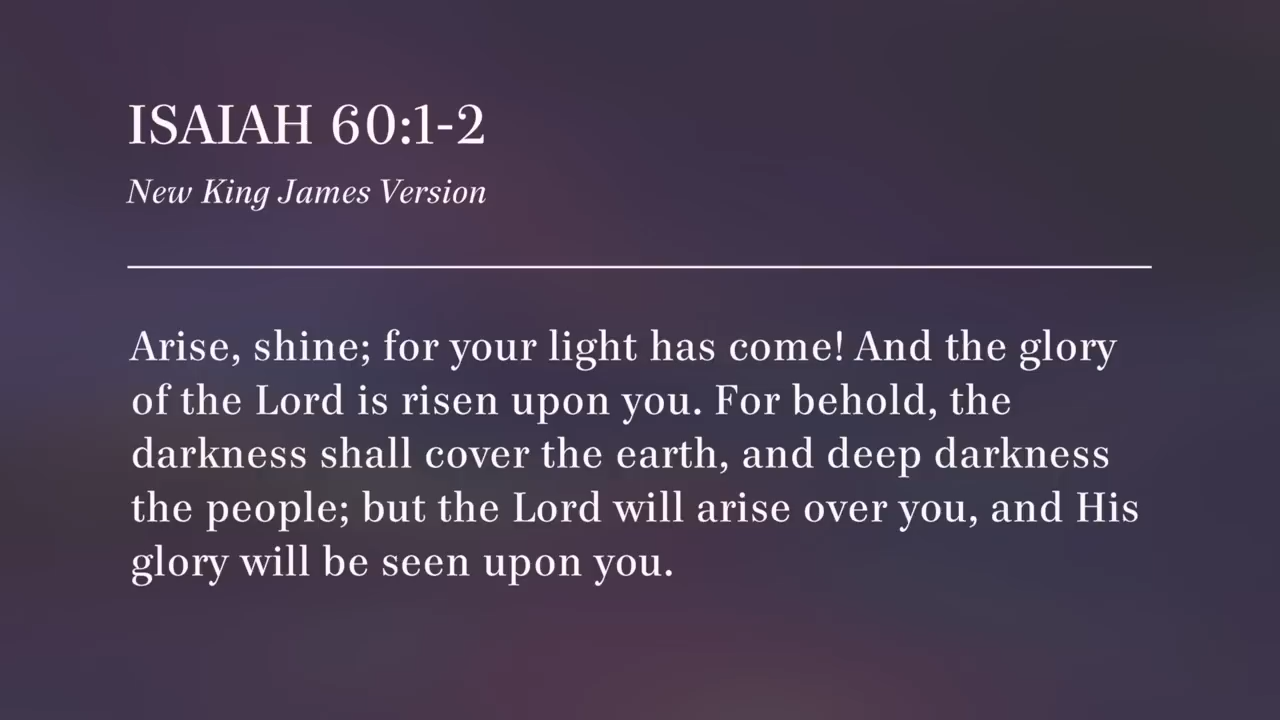 ISAIAH 60:1-2
New King James Version
Arise, shine; for your light has come! And the glory
of the Lord is risen upon you. For behold, the
darkness shall cover the earth, and deep darkness
the people; but the Lord will arise over you, and His
glory will be seen upon you.